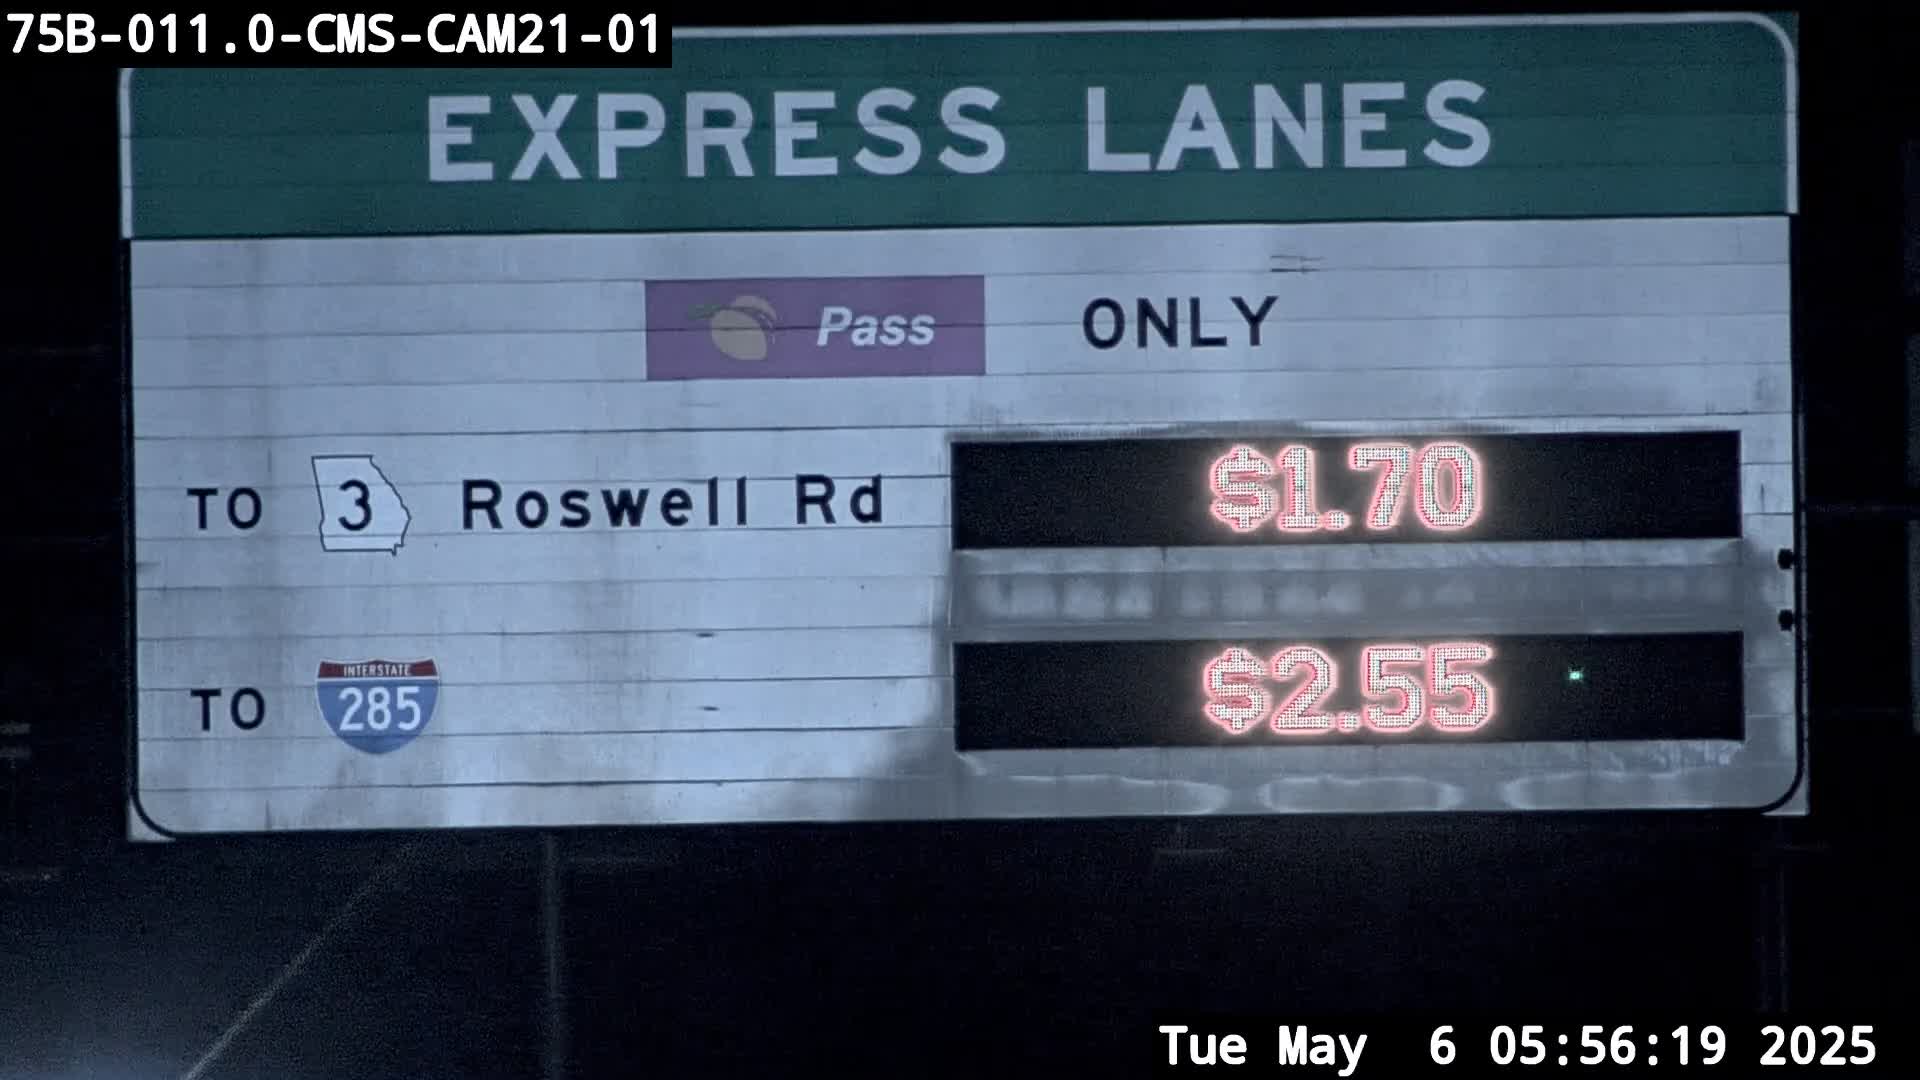 75B-011.0-CMS-CAM21-01
EXPRESS LANES
Pass ONLY
TO 3 Roswell Rd $1.70
TO INTERSTATE 285 $2.55
Tue May 6 05:56:19 2025